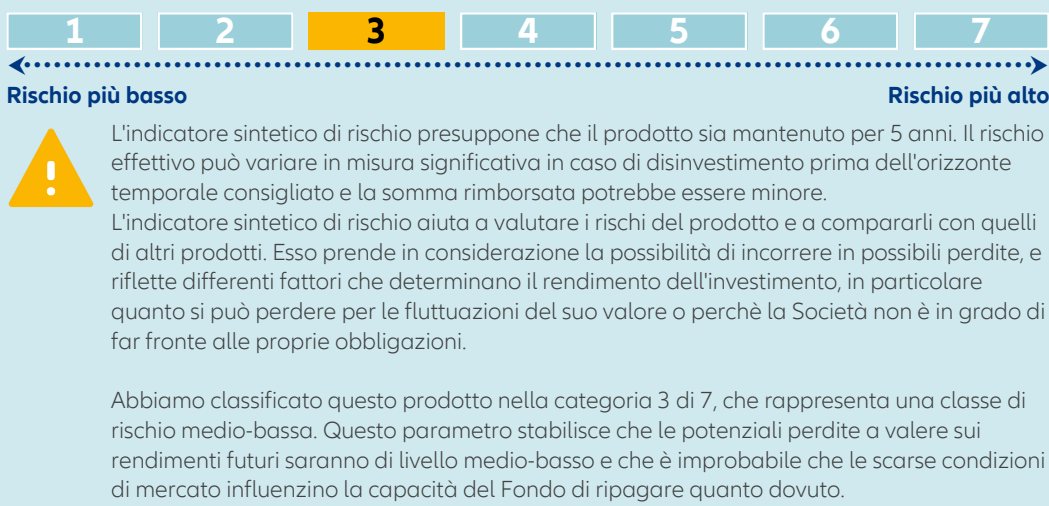 1 2 3 4 5 6 7
Rischio più basso Rischio più alto
L'indicatore sintetico di rischio presuppone che il prodotto sia mantenuto per 5 anni. Il rischio
effettivo può variare in misura significativa in caso di disinvestimento prima dell'orizzonte
temporale consigliato e la somma rimborsata potrebbe essere minore.
L'indicatore sintetico di rischio aiuta a valutare i rischi del prodotto e a compararli con quelli
di altri prodotti. Esso prende in considerazione la possibilità di incorrere in possibili perdite, e
riflette differenti fattori che determinano il rendimento dell'investimento, in particolare
quanto si può perdere per le fluttuazioni del suo valore o perchè la Società non è in grado di
far fronte alle proprie obbligazioni.
Abbiamo classificato questo prodotto nella categoria 3 di 7, che rappresenta una classe di
rischio medio-bassa. Questo parametro stabilisce che le potenziali perdite a valere sui
rendimenti futuri saranno di livello medio-basso e che è improbabile che le scarse condizioni
di mercato influenzino la capacità del Fondo di ripagare quanto dovuto.